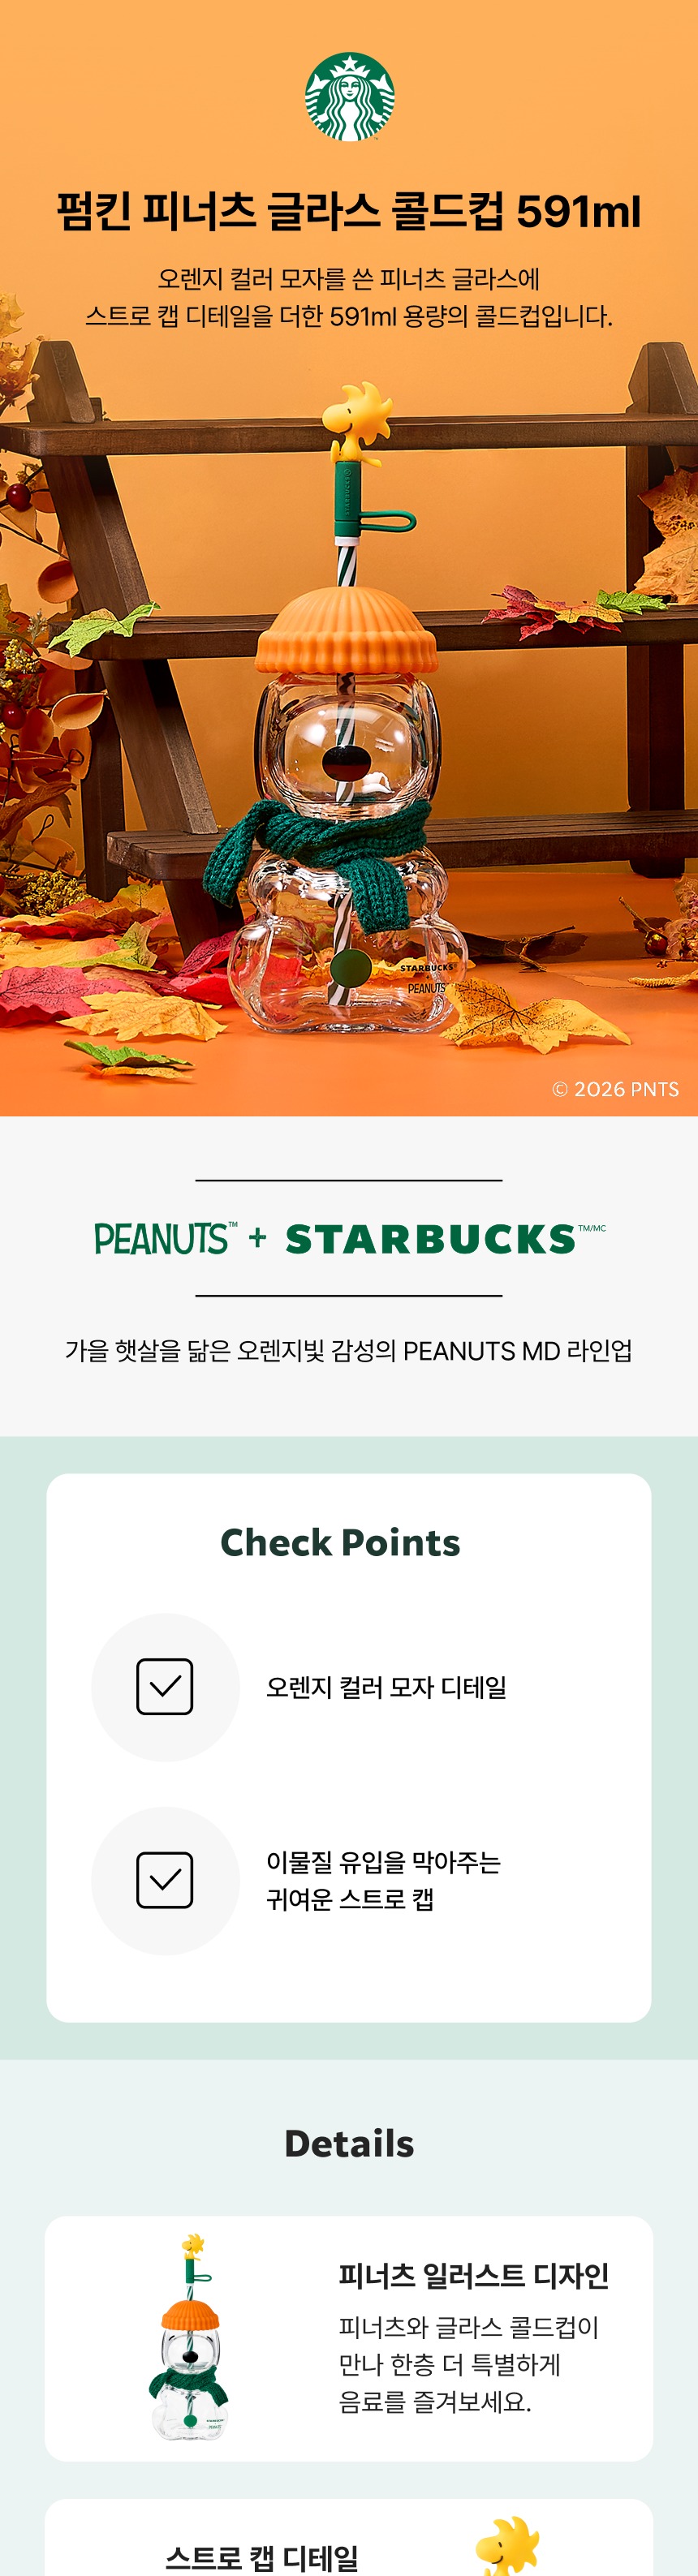 펌킨 피너츠 글라스 콜드컵 591ml
오렌지 컬러 모자를 쓴 피너츠 글라스에
스트로 캡 디테일을 더한 591ml 용량의 콜드컵입니다.
STARBUCKS
STARBUCKS
+
PEANUTS
© 2026 PNTS
PEANUTS™ + STARBUCKS TM/MC
가을 햇살을 닮은 오렌지빛 감성의 PEANUTS MD 라인업
Check Points
오렌지 컬러 모자 디테일
이물질 유입을 막아주는
귀여운 스트로 캡
Details
피너츠 일러스트 디자인
피너츠와 글라스 콜드컵이
만나 한층 더 특별하게
음료를 즐겨보세요.
스트로 캡 디테일